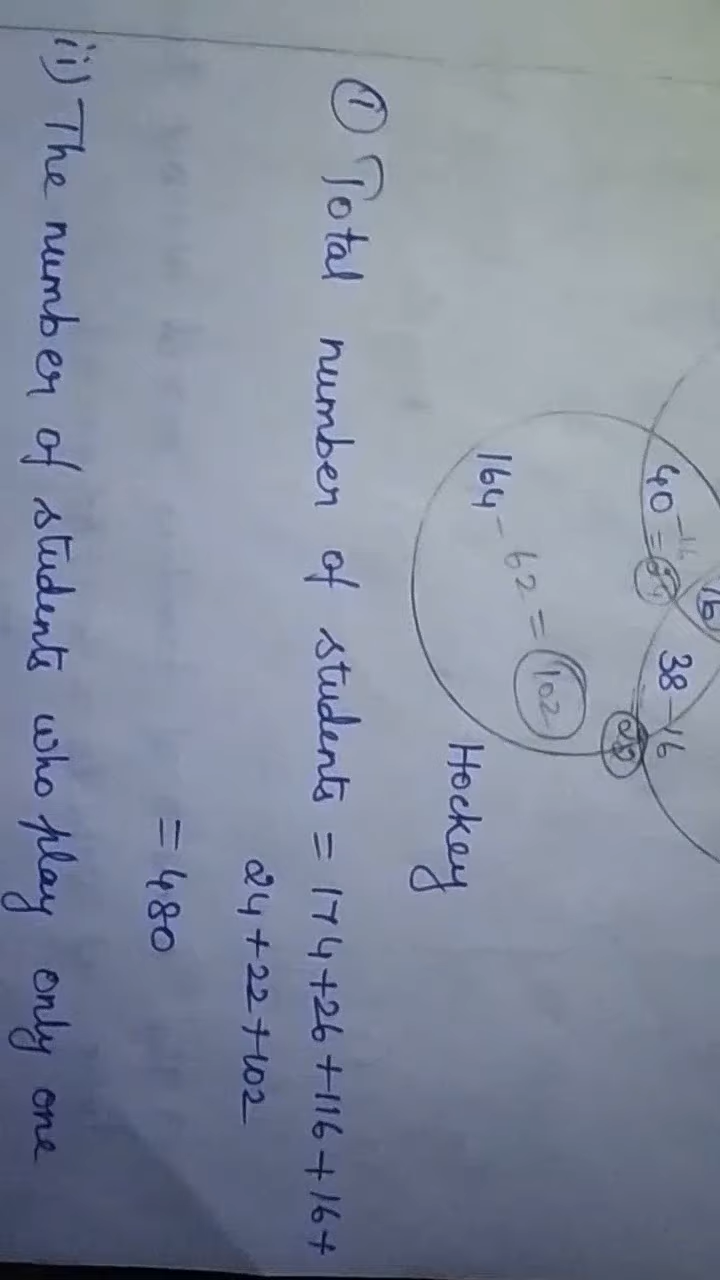 16
40 - 16 = 24
38 - 16
22
164 - 62 = 102
Hockey
① Total number of students = 174+26+116+16+
24+22+102
= 480
ii) The number of students who play only one